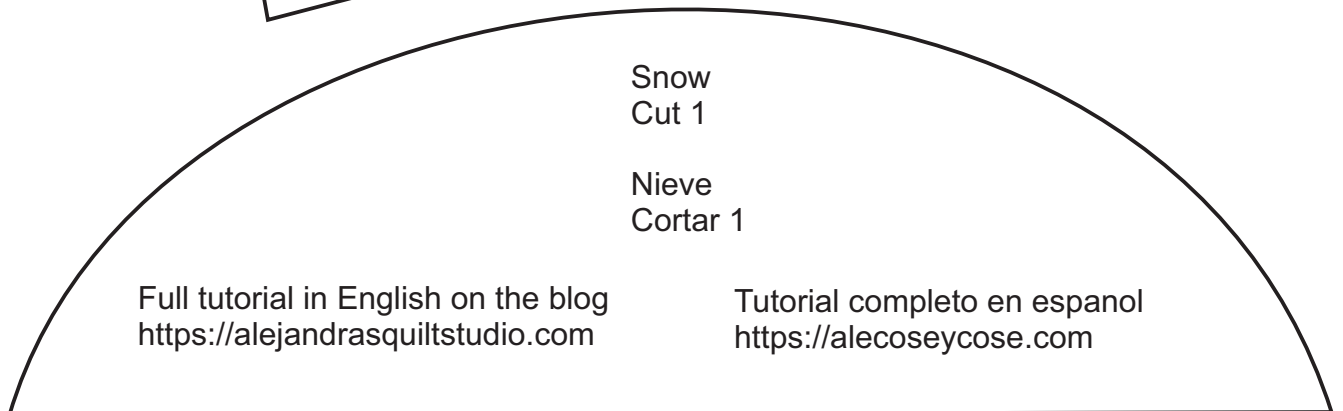 Snow
Cut 1
Nieve
Cortar 1
Full tutorial in English on the blog
https://alejandrasquiltstudio.com
Tutorial completo en espanol
https://alecoseycose.com